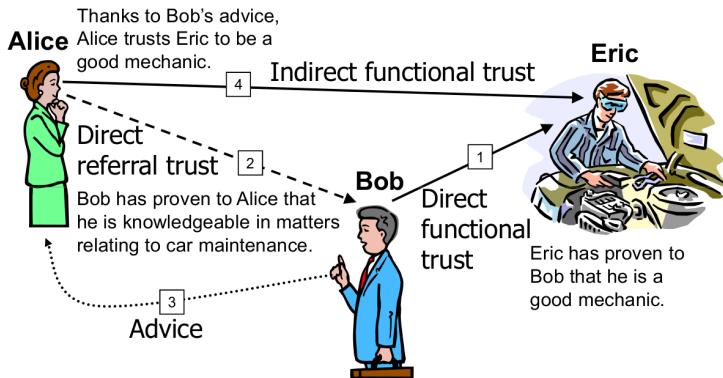 Thanks to Bob's advice,
Alice trusts Eric to be a
good mechanic.
Alice
Eric
4
Indirect functional trust
Direct
referral trust
2
1
Bob
Direct
functional
trust
Bob has proven to Alice that
he is knowledgeable in matters
relating to car maintenance.
Eric has proven to
Bob that he is a
good mechanic.
3
Advice